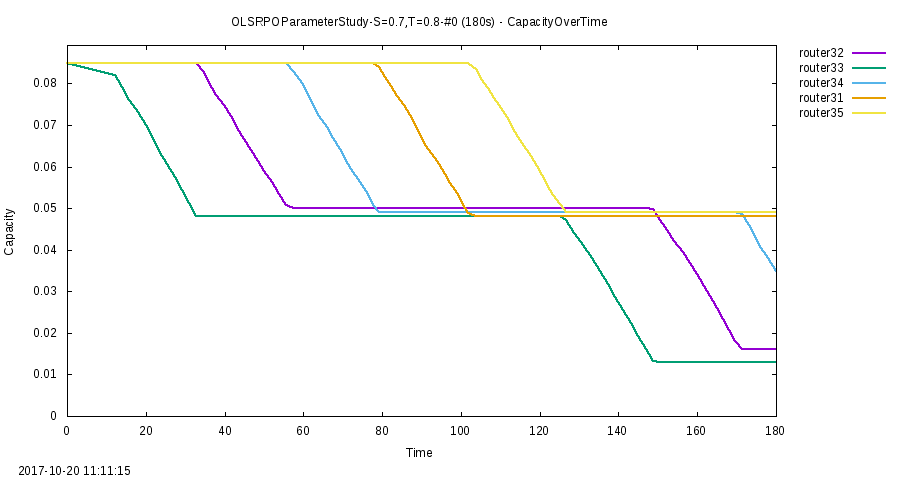 OLSRPOParameterStudy-S=0.7,T=0.8-#0 (180s) - CapacityOverTime
router32
router33
router34
router31
router35
0.08
0.07
0.06
0.05
0.04
0.03
0.02
0.01
0
Capacity
0 20 40 60 80 100 120 140 160 180
Time
2017-10-20 11:11:15